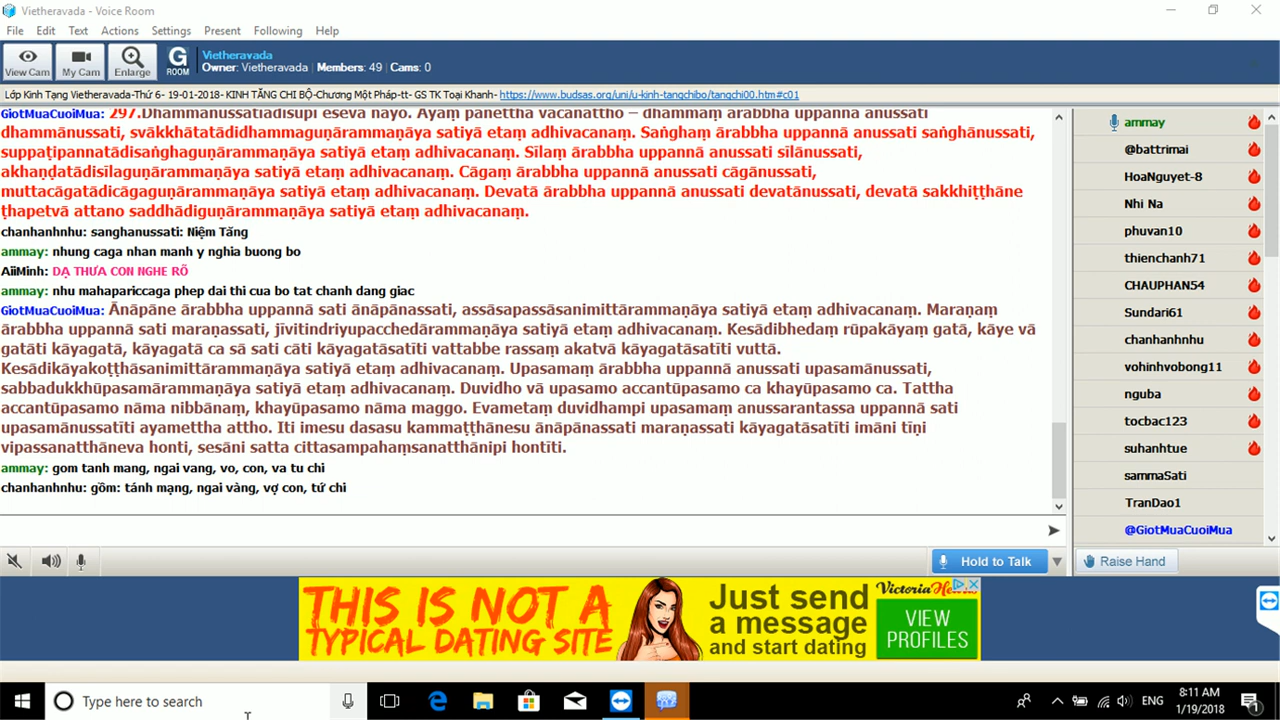 Vietheravada - Voice Room
File Edit Text Actions Settings Present Following Help
View Cam My Cam Enlarge G ROOM
Vietheravada
Owner: Vietheravada | Members: 49 | Cams: 0
Lớp Kinh Tạng Vietheravada-Thứ 6- 19-01-2018- KINH TĂNG CHI BỘ-Chương Một Pháp-tt- GS TK Toại Khanh- https://www.budsas.org/uni/u-kinh-tangchibo/tangchi00.htm#c01
GiotMuaCuoiMua: 297.Dhammānussatiādīsupi eseva nayo. Ayaṃ panettha vacanattho – dhammaṃ ārabbha uppannā anussati
dhammānussati, svākkhātatādidhammaguṇārammaṇāya satiyā etaṃ adhivacanaṃ. Saṅghaṃ ārabbha uppannā anussati saṅghānussati,
suppaṭipannatādisaṅghaguṇārammaṇāya satiyā etaṃ adhivacanaṃ. Sīlaṃ ārabbha uppannā anussati sīlānussati,
akhaṇḍatādisīlaguṇārammaṇāya satiyā etaṃ adhivacanaṃ. Cāgaṃ ārabbha uppannā anussati cāgānussati,
muttacāgatādicāgaguṇārammaṇāya satiyā etaṃ adhivacanaṃ. Devatā ārabbha uppannā anussati devatānussati, devatā sakkhiṭṭhāne
ṭhapetvā attano saddhādiguṇārammaṇāya satiyā etaṃ adhivacanaṃ.
chanhanhnhu: sanghanussati: Niệm Tăng
ammay: nhung caga nhan manh y nghia buong bo
AiiMinh: DẠ THƯA CON NGHE RÕ
ammay: nhu mahapariccaga phep dai thi cua bo tat chanh dang giac
GiotMuaCuoiMua: Ānāpāne ārabbha uppannā sati ānāpānassati, assāsapassāsanimittārammaṇāya satiyā etaṃ adhivacanaṃ. Maraṇaṃ
ārabbha uppannā sati maraṇassati, jīvitindriyupacchedārammaṇāya satiyā etaṃ adhivacanaṃ. Kesādibhedaṃ rūpakāyaṃ gatā, kāye vā
gatāti kāyagatā, kāyagatā ca sā sati cāti kāyagatāsatīti vattabbe rassaṃ akatvā kāyagatāsatīti vuttā.
Kesādikāyakoṭṭhāsanimittārammaṇāya satiyā etaṃ adhivacanaṃ. Upasamaṃ ārabbha uppannā anussati upasamānussati,
sabbadukkhūpasamārammaṇāya satiyā etaṃ adhivacanaṃ. Duvidho vā upasamo accantūpasamo ca khayūpasamo ca. Tattha
accantūpasamo nāma nibbānaṃ, khayūpasamo nāma maggo. Evametaṃ duvidhampi upasamaṃ anussarantassa uppannā sati
upasamānussatīti ayamettha attho. Iti imesu dasasu kammaṭṭhānesu ānāpānassati maraṇassati kāyagatāsatīti imāni tīṇi
vipassanatthāneva honti, sesāni satta cittasampahaṃsanatthānipi hontīti.
ammay: gom tanh mang, ngai vang, vo, con, va tu chi
chanhanhnhu: gồm: tánh mạng, ngai vàng, vợ con, tứ chi
ammay
@battrimai
HoaNguyet-8
Nhi Na
phuvan10
thienchanh71
CHAUPHAN54
Sundari61
chanhanhnhu
vohinhvobong11
nguba
tocbac123
suhanhtue
sammaSati
TranDao1
@GiotMuaCuoiMua
Hold to Talk
Raise Hand
THIS IS NOT A
TYPICAL DATING SITE
Just send
a message
and start dating
VIEW
PROFILES
Type here to search
ENG
8:11 AM
1/19/2018
1